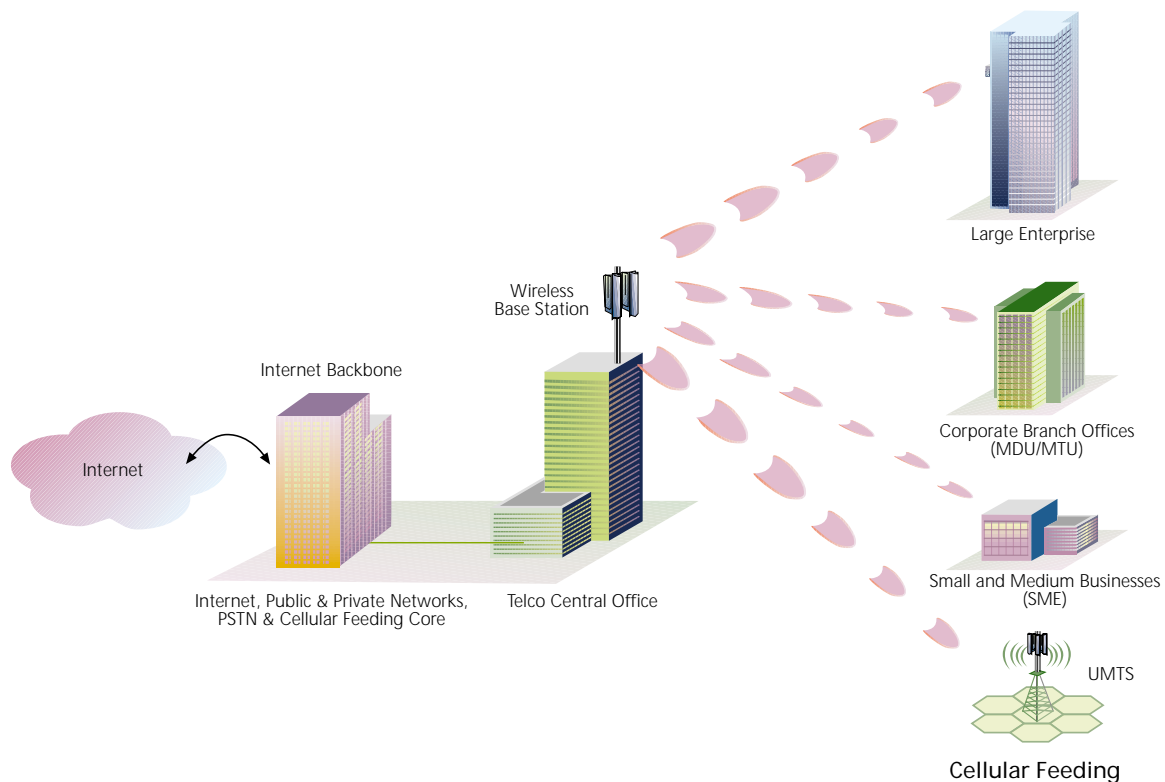 Large Enterprise
Wireless
Base Station
Internet Backbone
Corporate Branch Offices
(MDU/MTU)
Internet
Small and Medium Businesses
(SME)
Internet, Public & Private Networks,
PSTN & Cellular Feeding Core
Telco Central Office
UMTS
Cellular Feeding